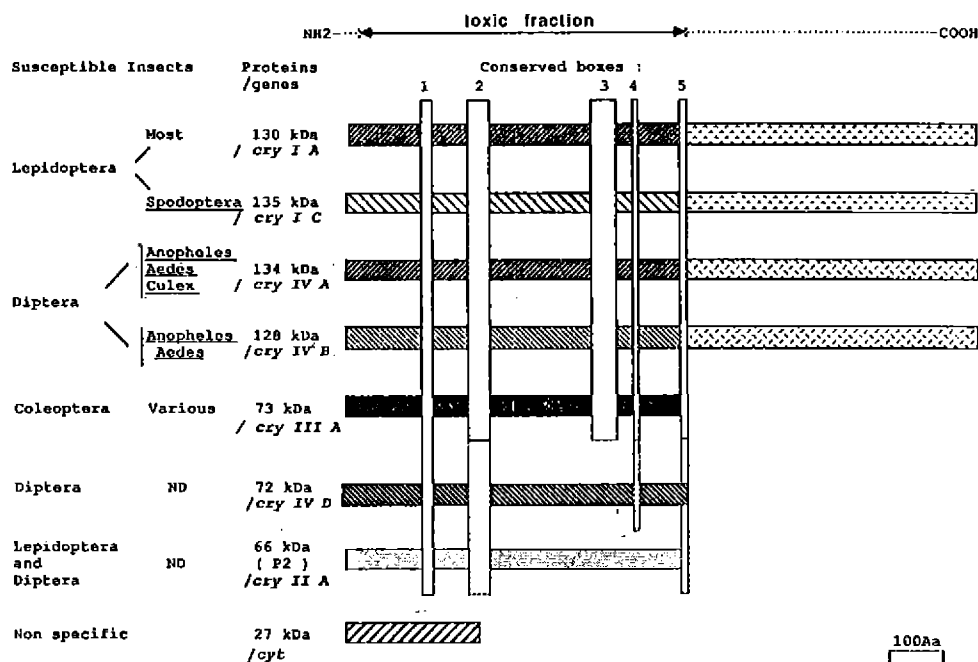 toxic fraction
NH2 COOH
Susceptible Insects Proteins /genes Conserved boxes :
1 2 3 4 5
Lepidoptera
Most 130 kDa / cry I A
Spodoptera 135 kDa / cry I C
Diptera
Anopheles Aedes Culex 134 kDa / cry IV A
Anopheles Aedes 128 kDa /cry IV B
Coleoptera Various 73 kDa / cry III A
Diptera ND 72 kDa /cry IV D
Lepidoptera and Diptera ND 66 kDa ( P2 ) /cry II A
Non specific 27 kDa /cyt
100Aa